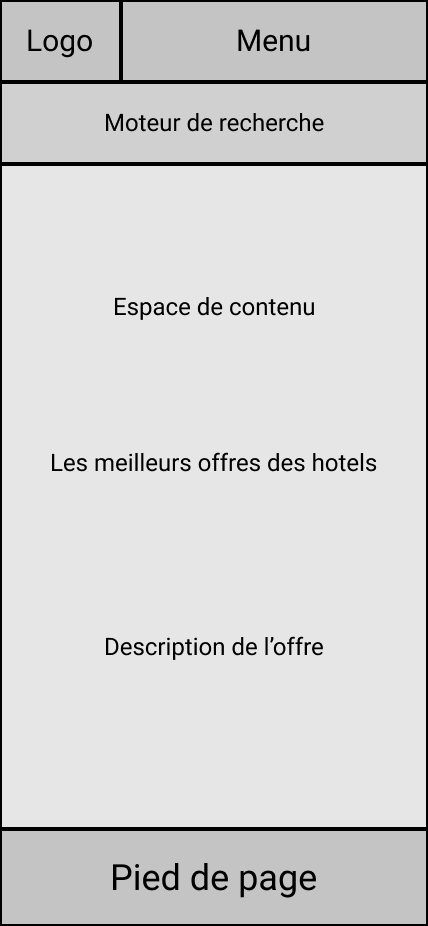 Logo
Menu
Moteur de recherche
Espace de contenu
Les meilleurs offres des hotels
Description de l’offre
Pied de page